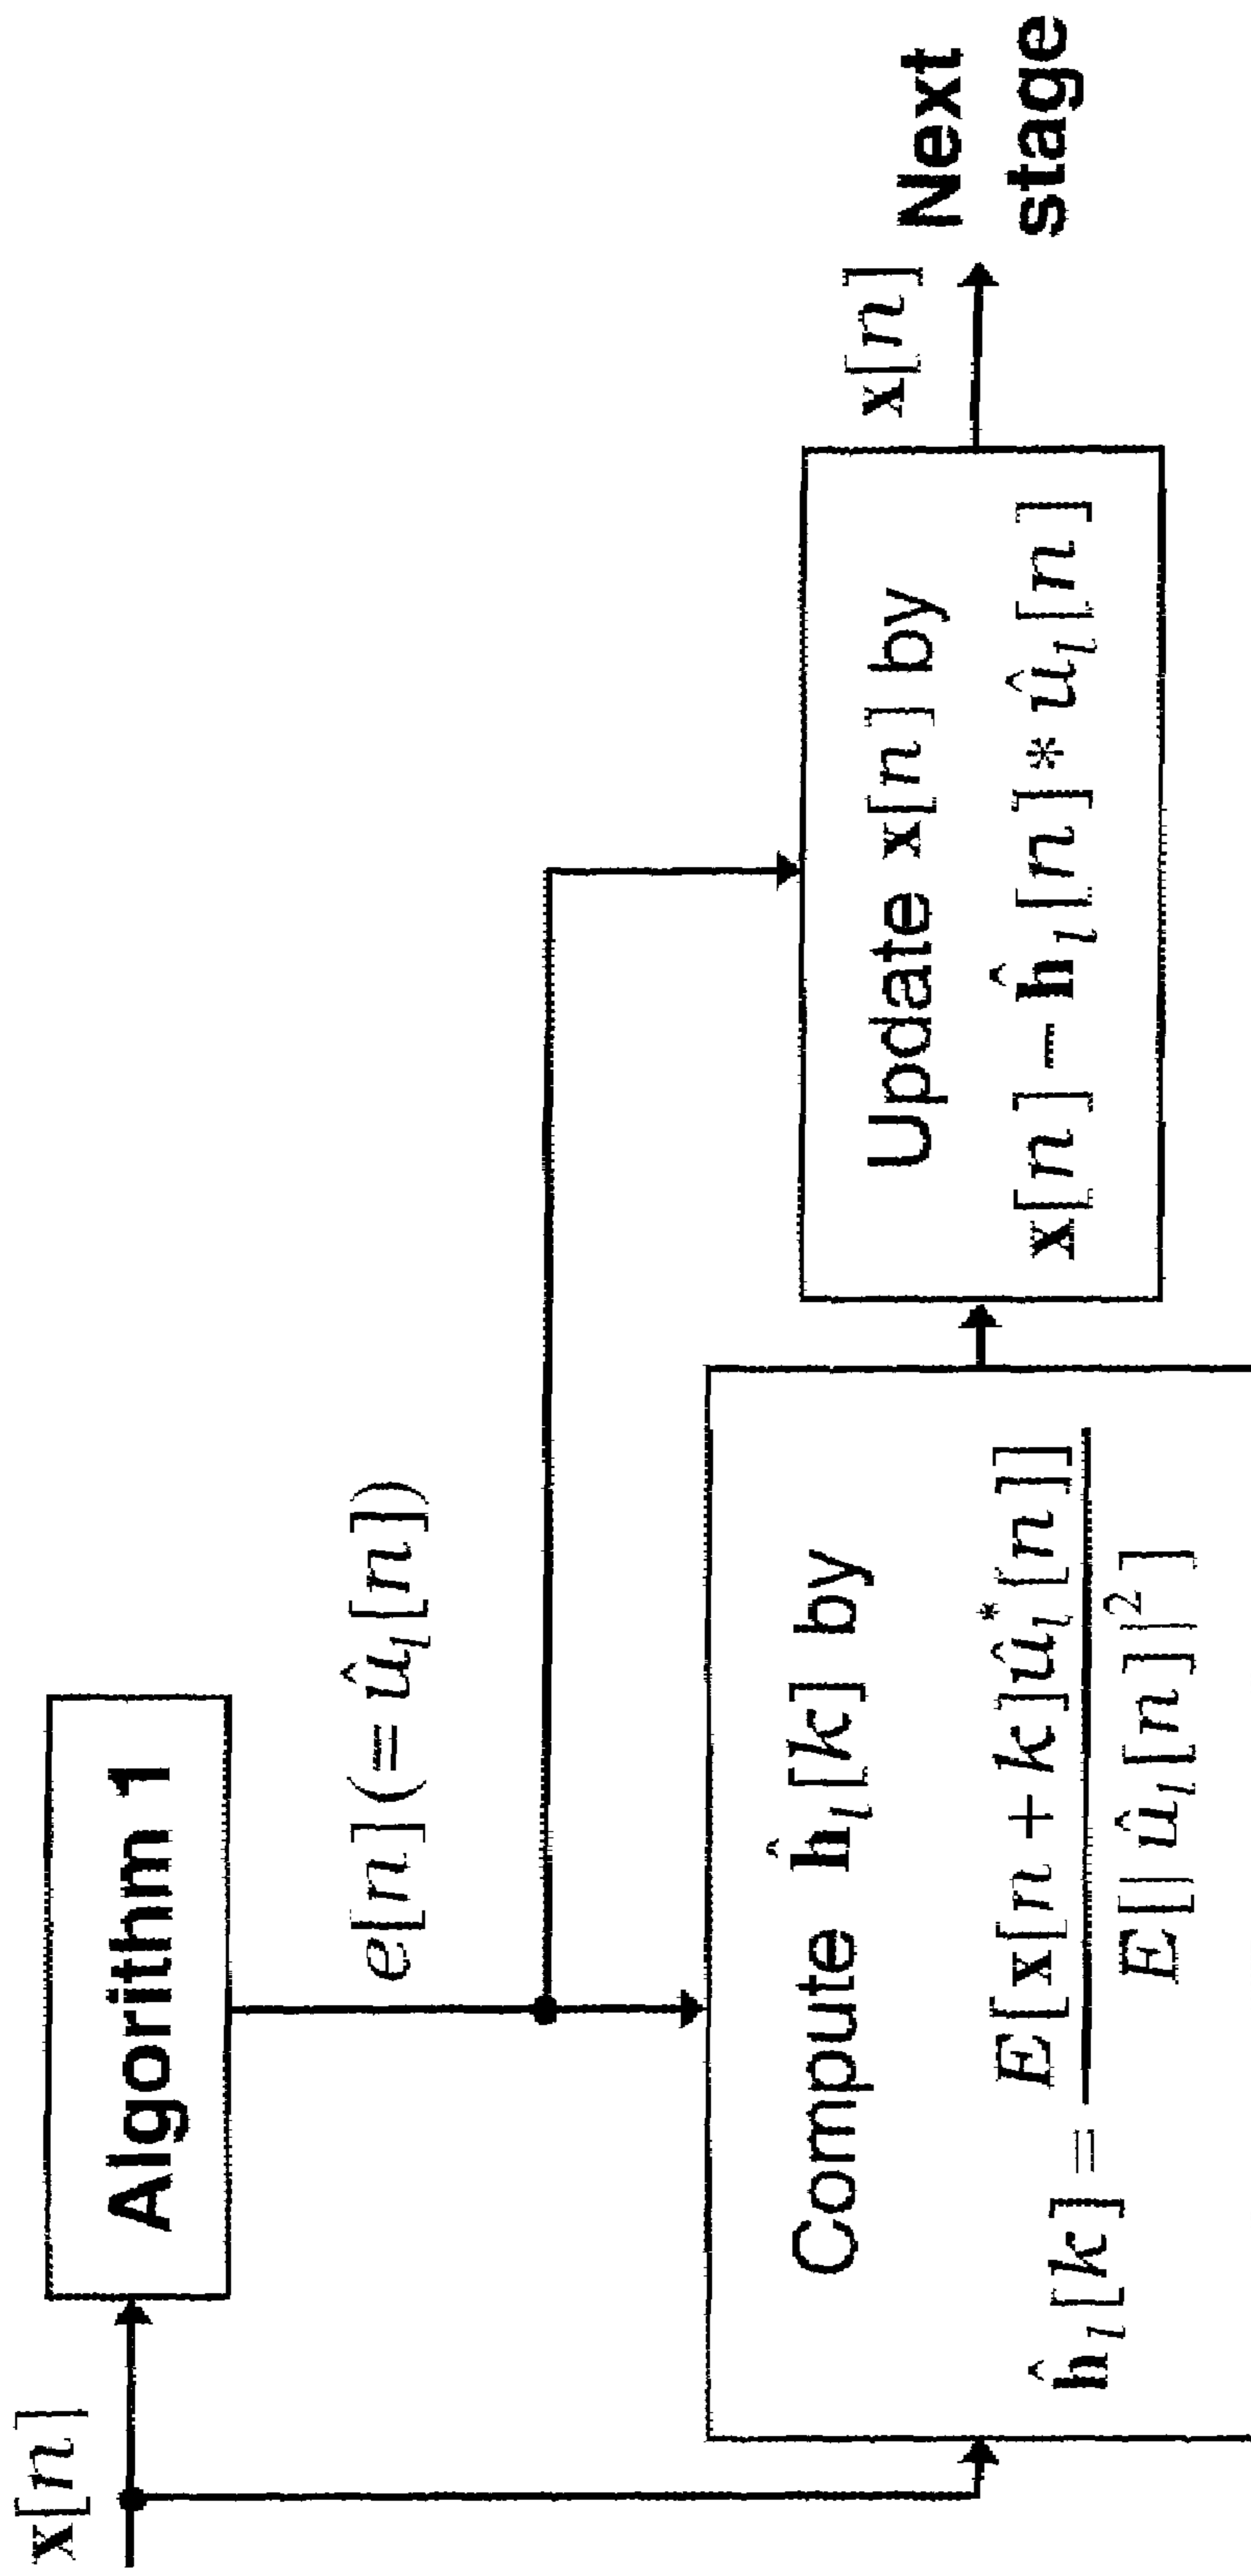 x[n]
Algorithm 1
e[n](=û_l[n])
Compute ĥ_l[k] by
ĥ_l[k] = E[x[n + k]û_l^*[n]] / E[|û_l[n]|^2]
Update x[n] by
x[n] − ĥ_l[n] * û_l[n]
x[n]
Next
stage